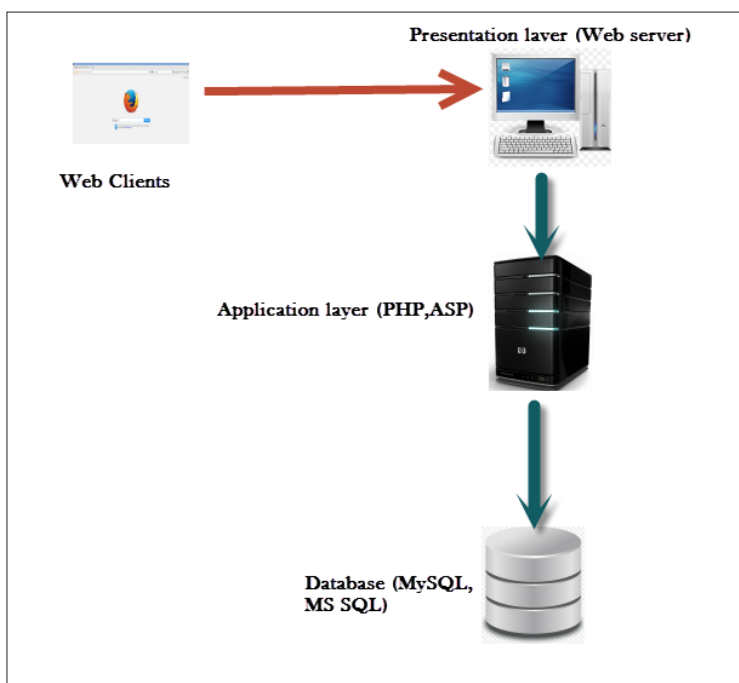 Presentation layer (Web server)
Web Clients
Application layer (PHP,ASP)
Database (MySQL,
MS SQL)